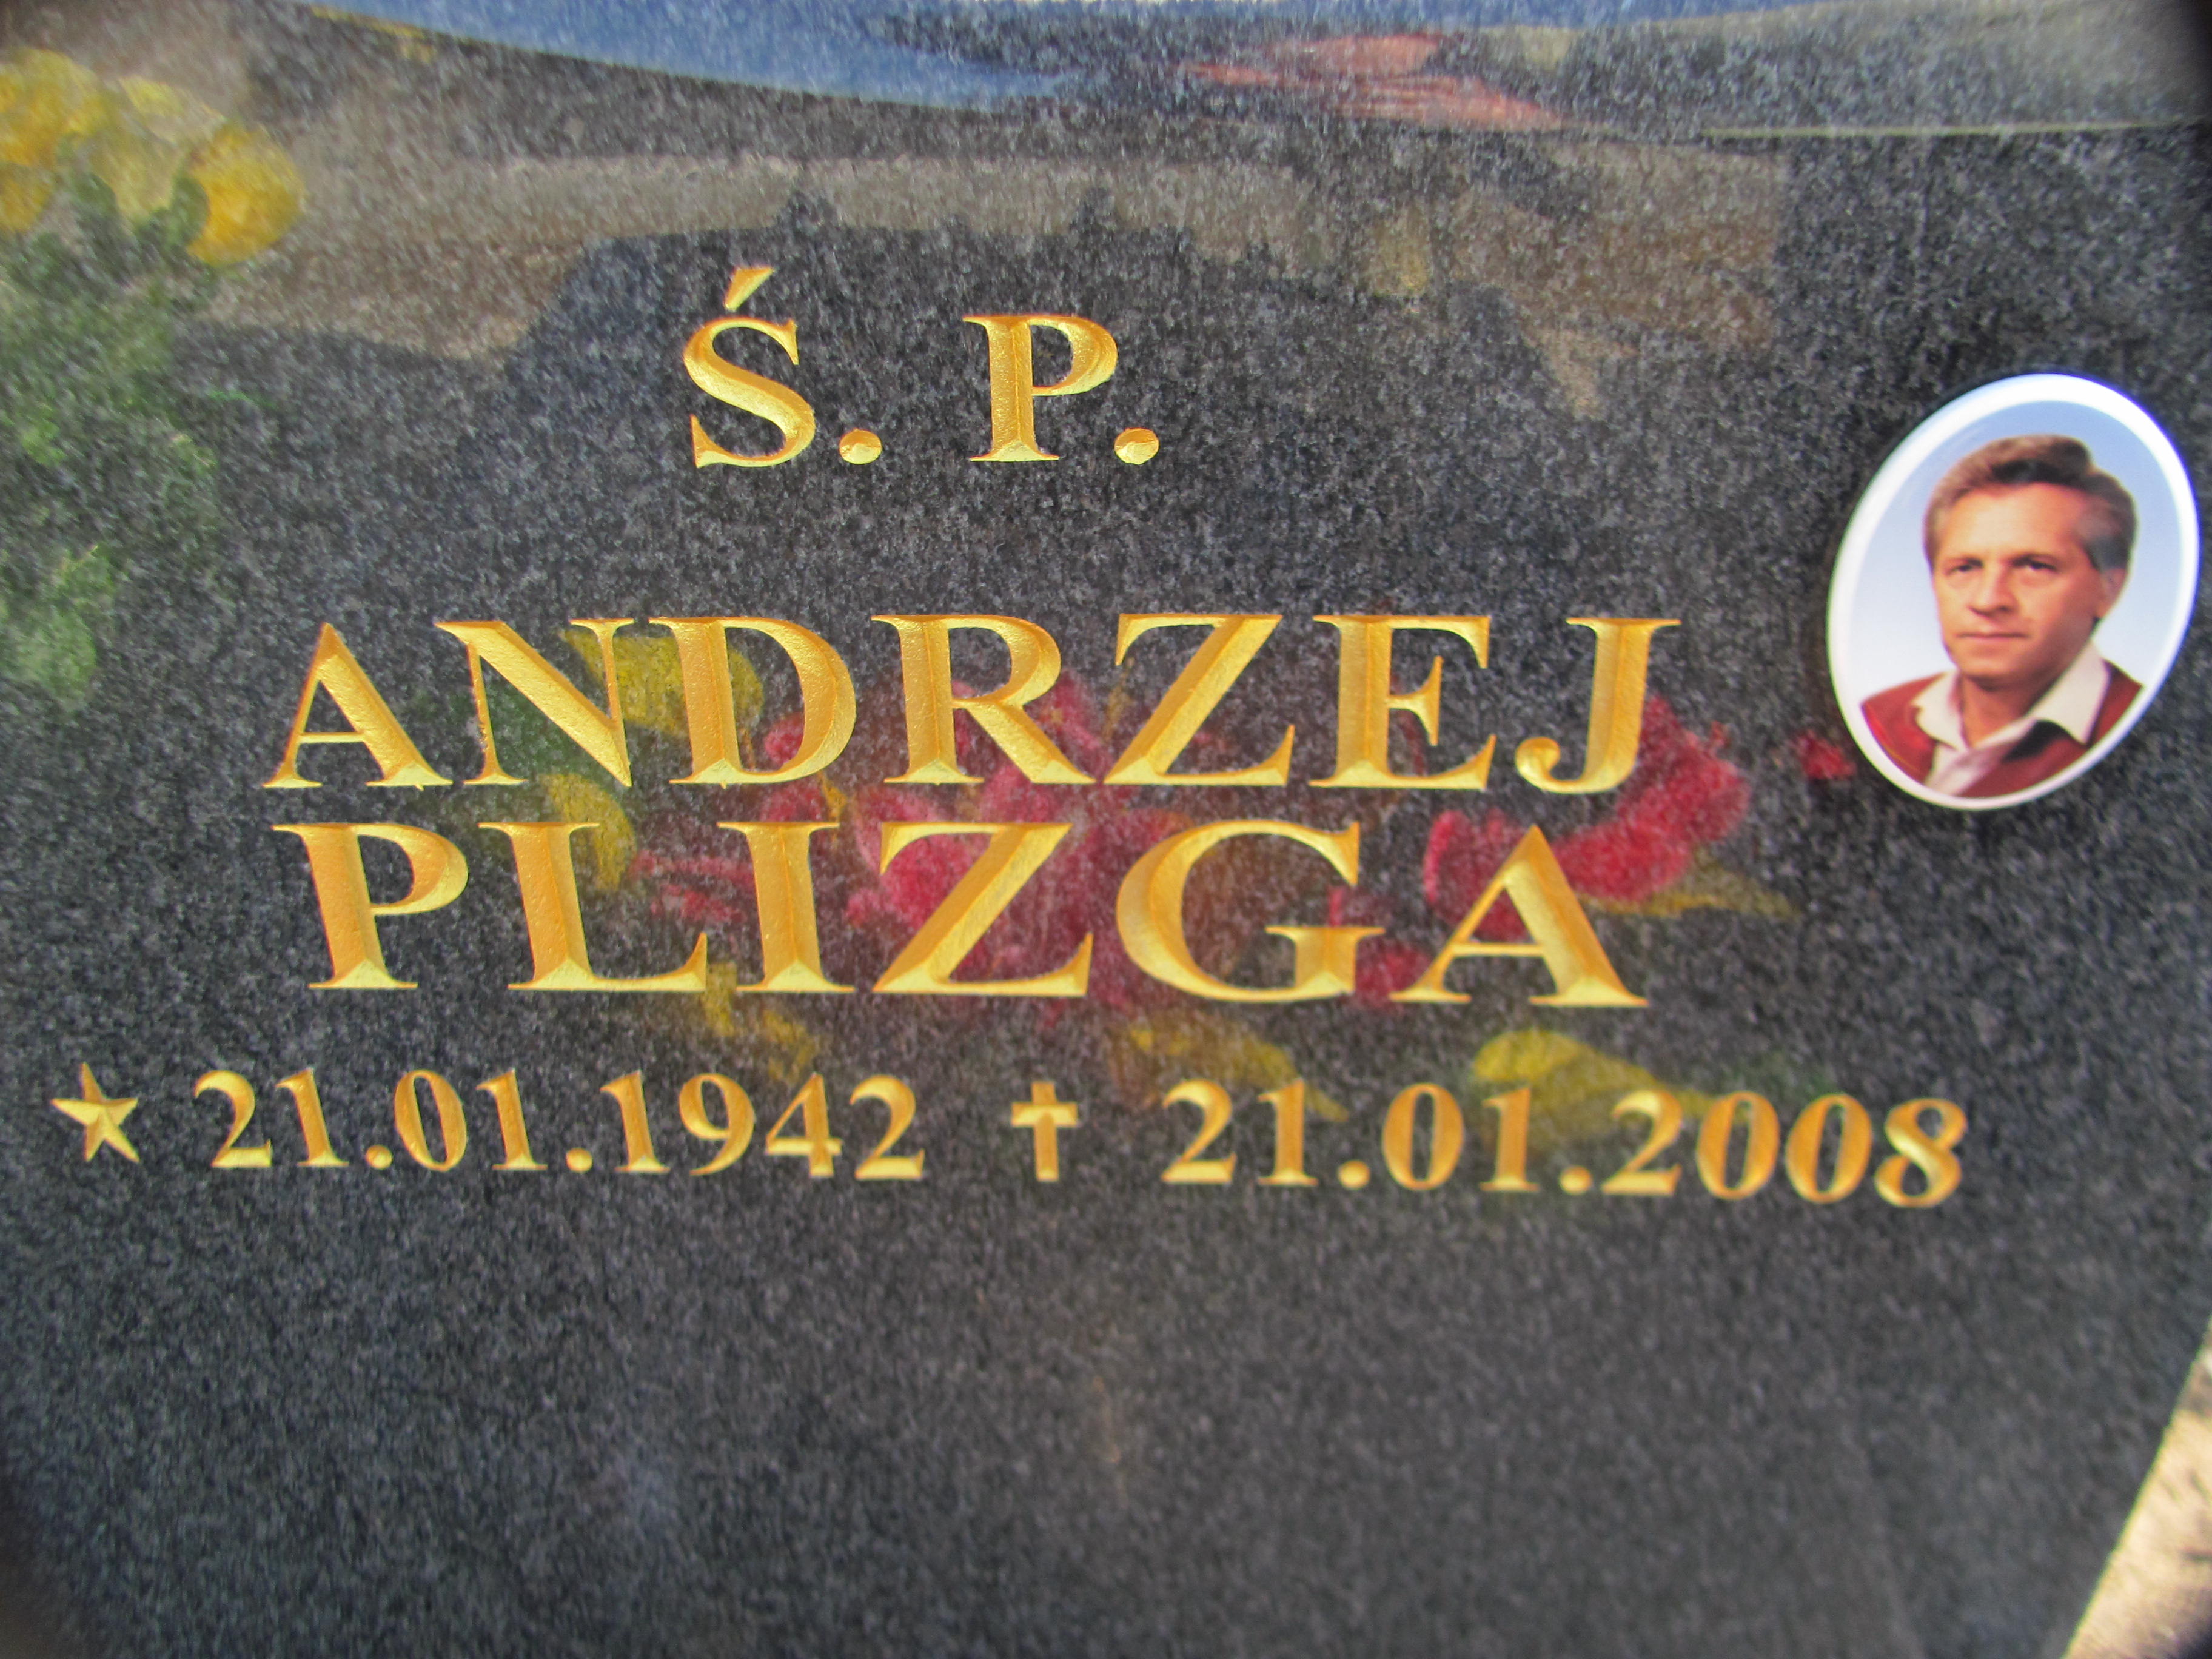 Ś. P.
ANDRZEJ
PLIZGA
★ 21.01.1942 ✝ 21.01.2008